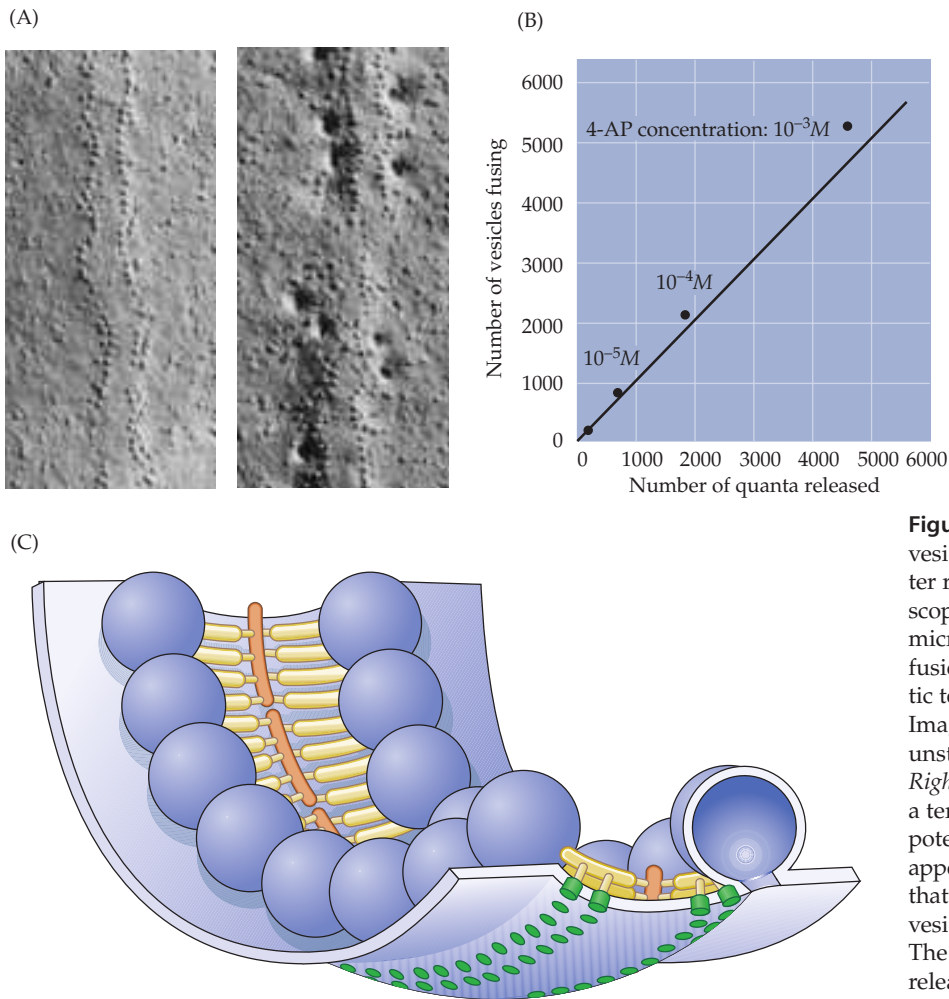 (A)
(B)
6000
5000
4000
3000
2000
1000
0
Number of vesicles fusing
4-AP concentration: 10⁻³M
10⁻⁴M
10⁻⁵M
0 1000 2000 3000 4000 5000 6000
Number of quanta released
(C)
Figu
vesi
ter r
scop
micr
fusio
tic te
Ima
unst
Righ
a ter
pote
appe
that
vesi
The
relea